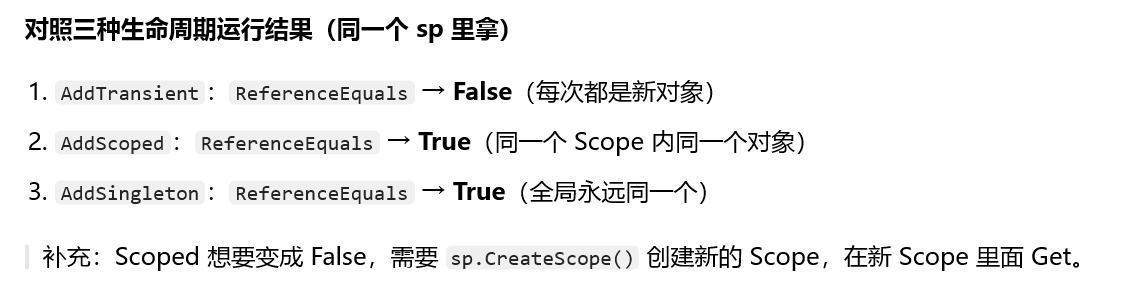 对照三种生命周期运行结果（同一个 sp 里拿）
1. AddTransient： ReferenceEquals → False（每次都是新对象）
2. AddScoped： ReferenceEquals → True（同一个 Scope 内同一个对象）
3. AddSingleton： ReferenceEquals → True（全局永远同一个）
补充：Scoped 想要变成 False，需要 sp.CreateScope() 创建新的 Scope，在新 Scope 里面 Get。